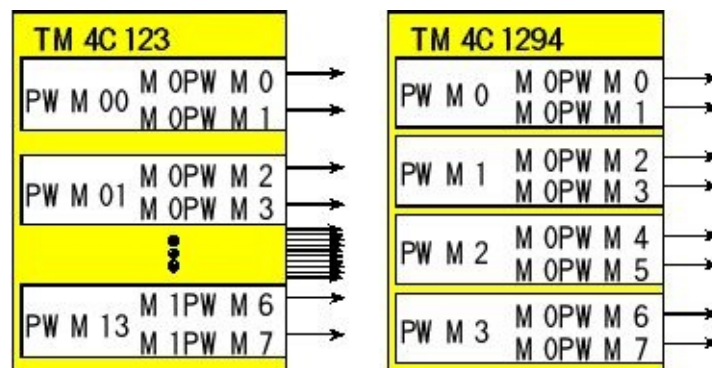 TM 4C 123
PW M 00
M 0PW M 0
M 0PW M 1
PW M 01
M 0PW M 2
M 0PW M 3
PW M 13
M 1PW M 6
M 1PW M 7
TM 4C 1294
PW M 0
M 0PW M 0
M 0PW M 1
PW M 1
M 0PW M 2
M 0PW M 3
PW M 2
M 0PW M 4
M 0PW M 5
PW M 3
M 0PW M 6
M 0PW M 7